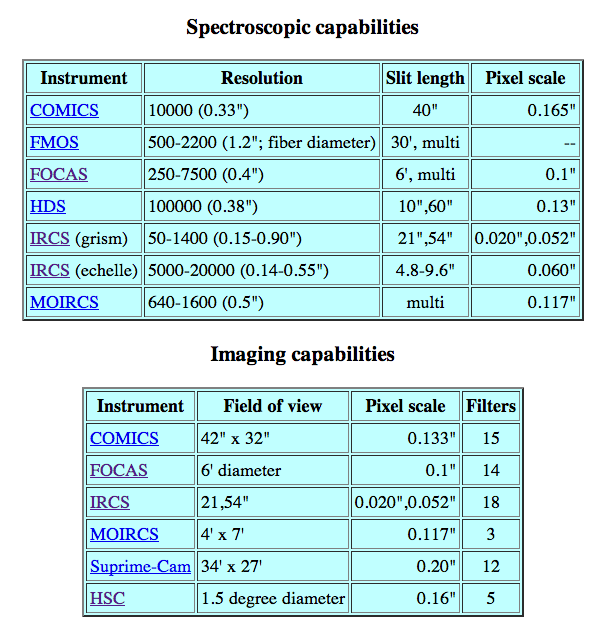 Spectroscopic capabilities
Instrument Resolution Slit length Pixel scale
COMICS 10000 (0.33") 40" 0.165"
FMOS 500-2200 (1.2"; fiber diameter) 30', multi --
FOCAS 250-7500 (0.4") 6', multi 0.1"
HDS 100000 (0.38") 10",60" 0.13"
IRCS (grism) 50-1400 (0.15-0.90") 21",54" 0.020",0.052"
IRCS (echelle) 5000-20000 (0.14-0.55") 4.8-9.6" 0.060"
MOIRCS 640-1600 (0.5") multi 0.117"
Imaging capabilities
Instrument Field of view Pixel scale Filters
COMICS 42" x 32" 0.133" 15
FOCAS 6' diameter 0.1" 14
IRCS 21,54" 0.020",0.052" 18
MOIRCS 4' x 7' 0.117" 3
Suprime-Cam 34' x 27' 0.20" 12
HSC 1.5 degree diameter 0.16" 5